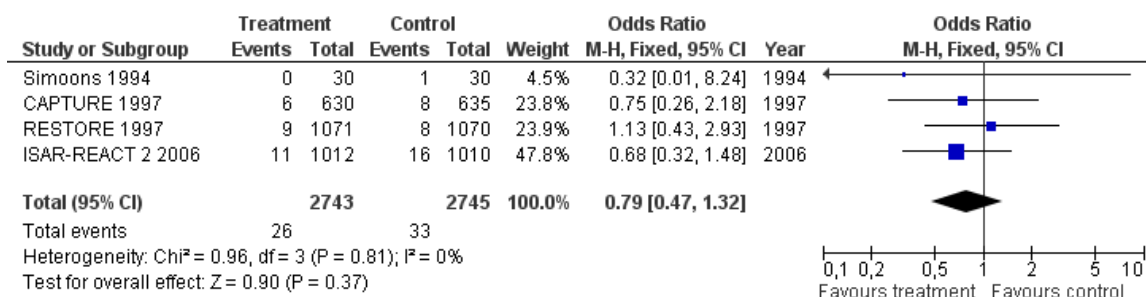 Treatment Control Odds Ratio Odds Ratio
Study or Subgroup Events Total Events Total Weight M-H, Fixed, 95% CI Year M-H, Fixed, 95% CI
Simoons 1994 0 30 1 30 4.5% 0.32 [0.01, 8.24] 1994
CAPTURE 1997 6 630 8 635 23.8% 0.75 [0.26, 2.18] 1997
RESTORE 1997 9 1071 8 1070 23.9% 1.13 [0.43, 2.93] 1997
ISAR-REACT 2 2006 11 1012 16 1010 47.8% 0.68 [0.32, 1.48] 2006
Total (95% CI) 2743 2745 100.0% 0.79 [0.47, 1.32]
Total events 26 33
Heterogeneity: Chi² = 0.96, df = 3 (P = 0.81); I² = 0%
Test for overall effect: Z = 0.90 (P = 0.37)
0,1 0,2 0,5 1 2 5 10
Favours treatment Favours control